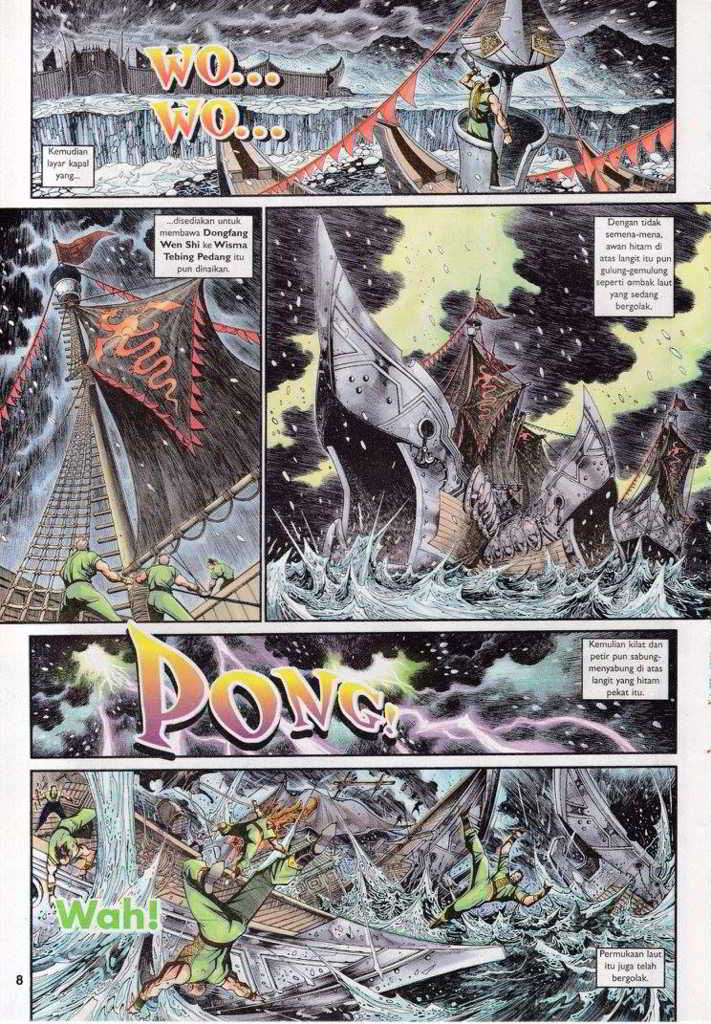 WO...
WO...
Kemudian
layar kapal
yang...
...disediakan untuk
membawa Dongfang
Wen Shi ke Wisma
Tebing Pedang itu
pun dinaikan.
Dengan tidak
semena-mena,
awan hitam di
atas langit itu pun
gulung-gemulung
seperti ombak laut
yang sedang
bergolak.
PONG!
Kemulian kilat dan
petir pun sabung-
menyabung di atas
langit yang hitam
pekat itu.
Wah!
Permukaan laut
itu juga telah
bergolak.
8